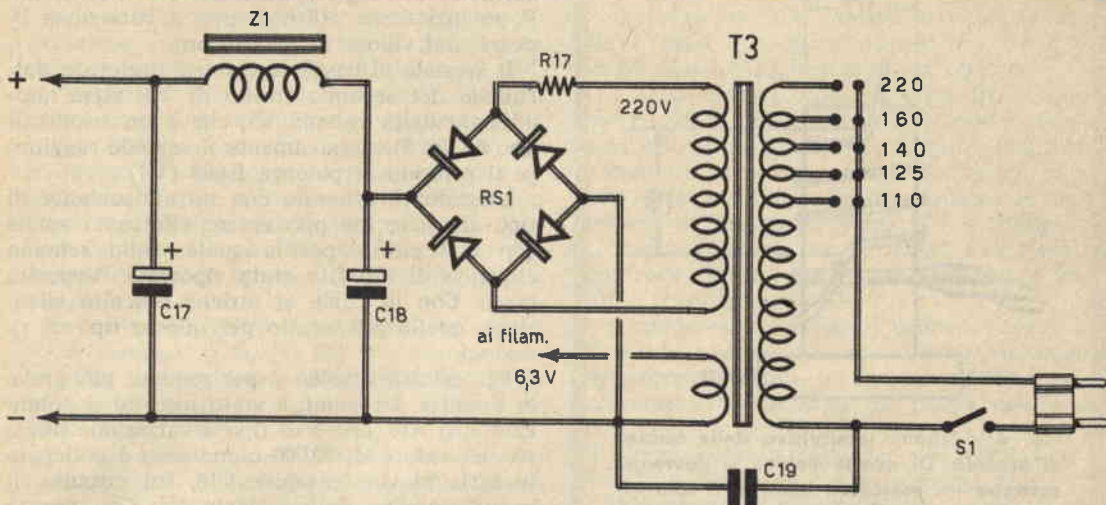 Z1
T3
R17
+
220V
220
160
140
125
110
RS1
+
+
C17
C18
ai filam.
6,3 V
-
S1
C19